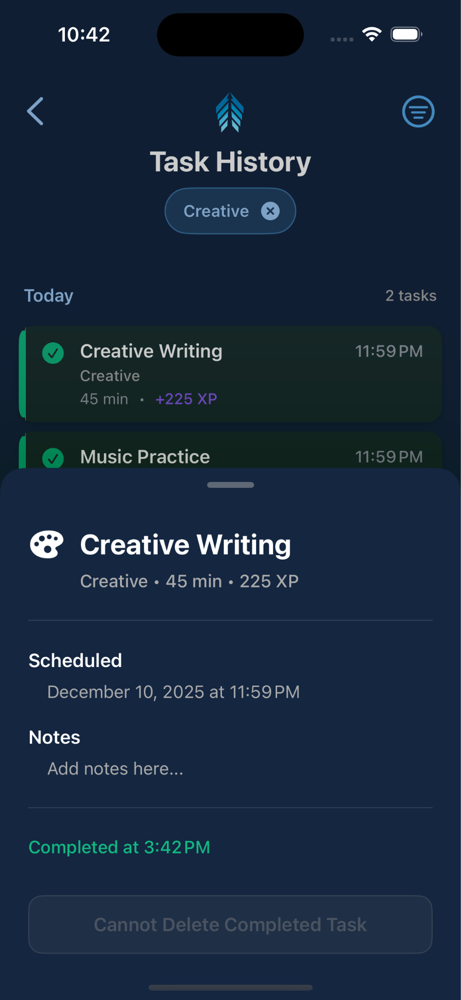 10:42
Task History
Creative
Today 2 tasks
Creative Writing 11:59 PM
Creative
45 min • +225 XP
Music Practice 11:59 PM
Creative Writing
Creative • 45 min • 225 XP
Scheduled
December 10, 2025 at 11:59 PM
Notes
Add notes here...
Completed at 3:42 PM
Cannot Delete Completed Task